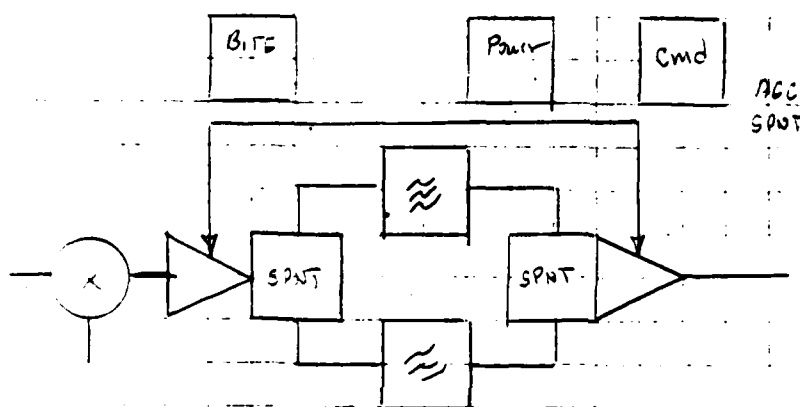 BITE
Power
Cmd
AGC
SPNT
SPNT
SPNT
X